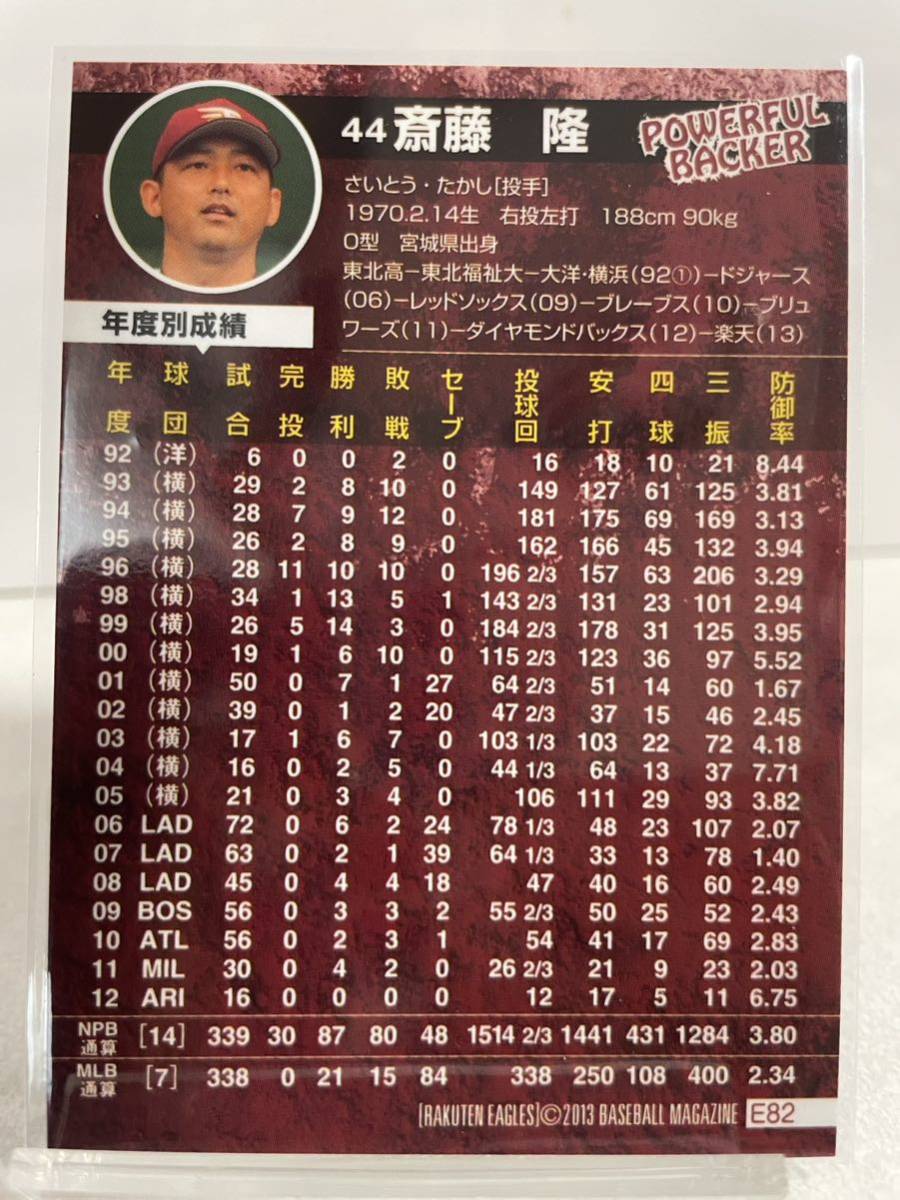 44 斎藤 隆
POWERFUL
BACKER
さいとう・たかし[投手]
1970.2.14生 右投左打 188cm 90kg
O型 宮城県出身
東北高ー東北福祉大ー大洋・横浜(92①)ードジャース
(06)ーレッドソックス(09)ーブレーブス(10)ーブリュ
ワーズ(11)ーダイヤモンドバックス(12)ー楽天(13)
年度別成績
年度 球団 試合 完投 勝利 敗戦 セーブ 投球回 安打 四球 三振 防御率
92 (洋) 6 0 0 2 0 16 18 10 21 8.44
93 (横) 29 2 8 10 0 149 127 61 125 3.81
94 (横) 28 7 9 12 0 181 175 69 169 3.13
95 (横) 26 2 8 9 0 162 166 45 132 3.94
96 (横) 28 11 10 10 0 196 2/3 157 63 206 3.29
98 (横) 34 1 13 5 1 143 2/3 131 23 101 2.94
99 (横) 26 5 14 3 0 184 2/3 178 31 125 3.95
00 (横) 19 1 6 10 0 115 2/3 123 36 97 5.52
01 (横) 50 0 7 1 27 64 2/3 51 14 60 1.67
02 (横) 39 0 1 2 20 47 2/3 37 15 46 2.45
03 (横) 17 1 6 7 0 103 1/3 103 22 72 4.18
04 (横) 16 0 2 5 0 44 1/3 64 13 37 7.71
05 (横) 21 0 3 4 0 106 111 29 93 3.82
06 LAD 72 0 6 2 24 78 1/3 48 23 107 2.07
07 LAD 63 0 2 1 39 64 1/3 33 13 78 1.40
08 LAD 45 0 4 4 18 47 40 16 60 2.49
09 BOS 56 0 3 3 2 55 2/3 50 25 52 2.43
10 ATL 56 0 2 3 1 54 41 17 69 2.83
11 MIL 30 0 4 2 0 26 2/3 21 9 23 2.03
12 ARI 16 0 0 0 0 12 17 5 11 6.75
NPB通算 [14] 339 30 87 80 48 1514 2/3 1441 431 1284 3.80
MLB通算 [7] 338 0 21 15 84 338 250 108 400 2.34
[RAKUTEN EAGLES]©2013 BASEBALL MAGAZINE E82